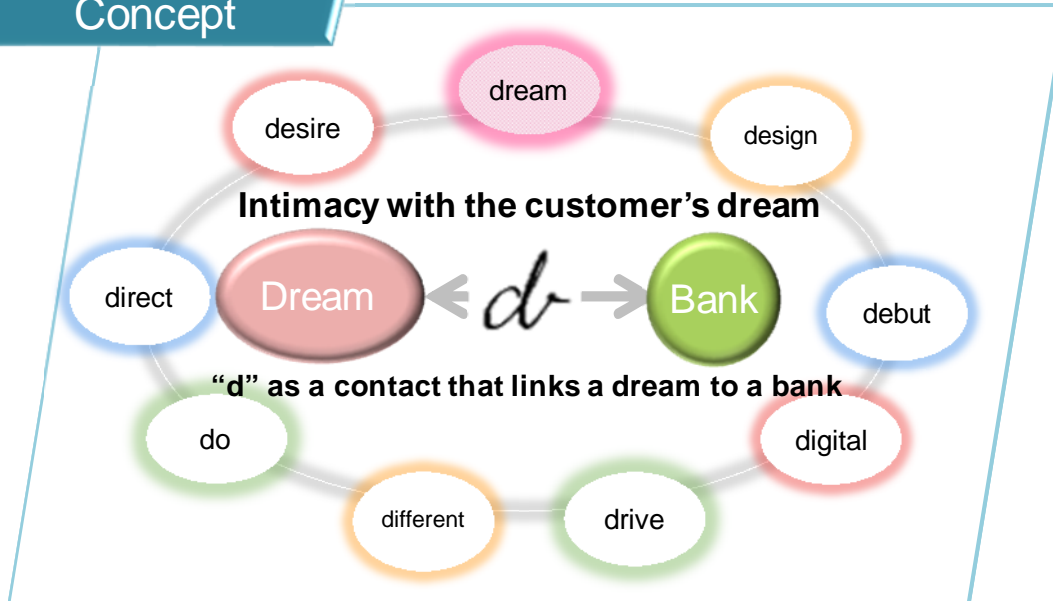 Concept
dream
desire
design
Intimacy with the customer’s dream
direct
Dream
d
Bank
debut
“d” as a contact that links a dream to a bank
do
digital
different
drive